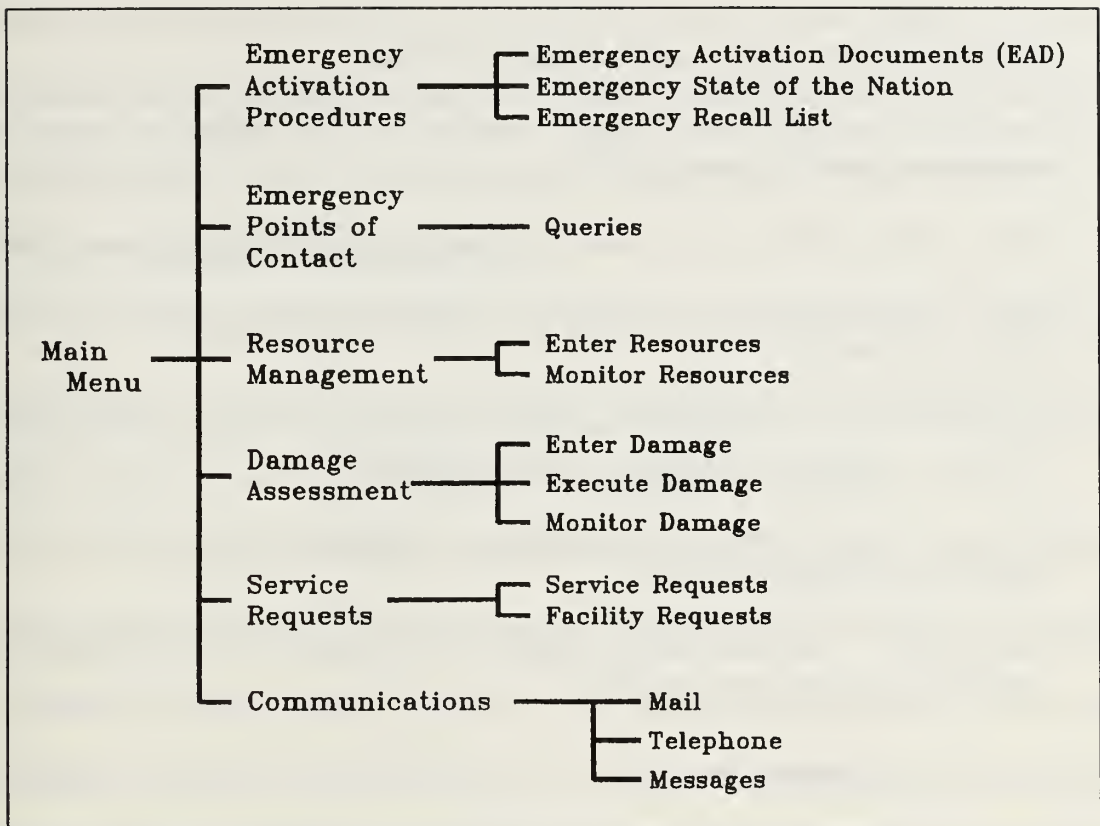 Main
Menu
Emergency
Activation
Procedures
Emergency Activation Documents (EAD)
Emergency State of the Nation
Emergency Recall List
Emergency
Points of
Contact
Queries
Resource
Management
Enter Resources
Monitor Resources
Damage
Assessment
Enter Damage
Execute Damage
Monitor Damage
Service
Requests
Service Requests
Facility Requests
Communications
Mail
Telephone
Messages